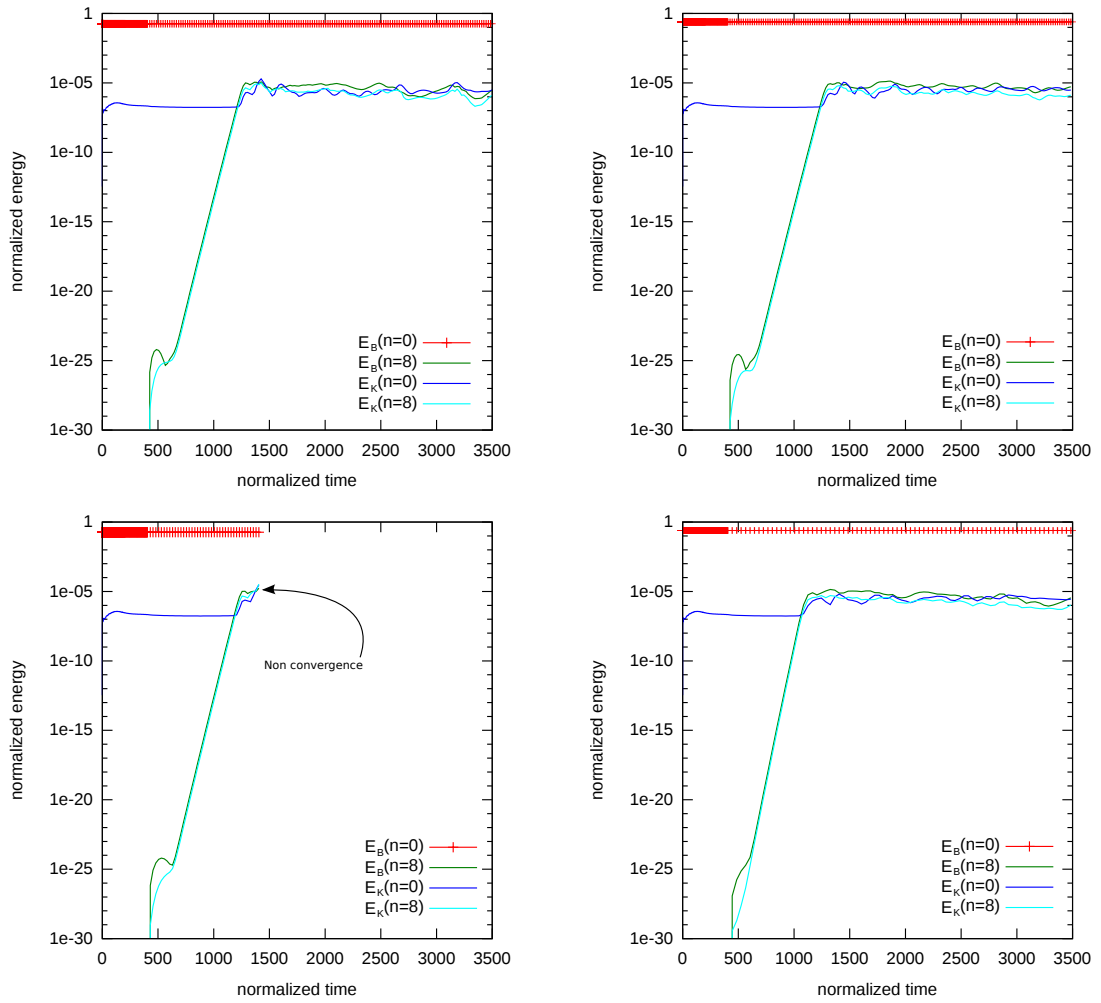 1
1e-05
1e-10
1e-15
1e-20
1e-25
1e-30
normalized energy
0 500 1000 1500 2000 2500 3000 3500
normalized time
E_B(n=0)
E_B(n=8)
E_K(n=0)
E_K(n=8)
1
1e-05
1e-10
1e-15
1e-20
1e-25
1e-30
normalized energy
0 500 1000 1500 2000 2500 3000 3500
normalized time
E_B(n=0)
E_B(n=8)
E_K(n=0)
E_K(n=8)
1
1e-05
1e-10
1e-15
1e-20
1e-25
1e-30
normalized energy
0 500 1000 1500 2000 2500 3000 3500
normalized time
Non convergence
E_B(n=0)
E_B(n=8)
E_K(n=0)
E_K(n=8)
1
1e-05
1e-10
1e-15
1e-20
1e-25
1e-30
normalized energy
0 500 1000 1500 2000 2500 3000 3500
normalized time
E_B(n=0)
E_B(n=8)
E_K(n=0)
E_K(n=8)